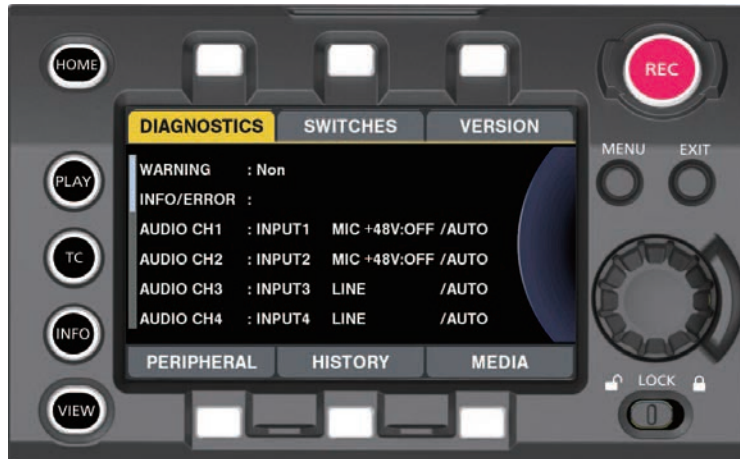 HOME
REC
DIAGNOSTICS SWITCHES VERSION
MENU EXIT
WARNING : Non
PLAY
INFO/ERROR :
AUDIO CH1 : INPUT1 MIC +48V:OFF /AUTO
TC
AUDIO CH2 : INPUT2 MIC +48V:OFF /AUTO
AUDIO CH3 : INPUT3 LINE /AUTO
INFO
AUDIO CH4 : INPUT4 LINE /AUTO
PERIPHERAL HISTORY MEDIA
LOCK
VIEW